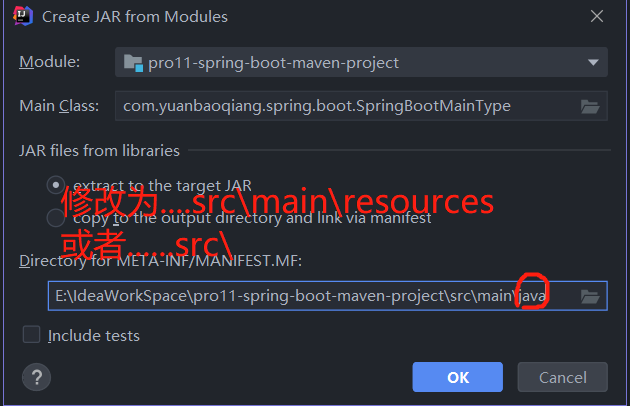 Create JAR from Modules
Module: pro11-spring-boot-maven-project
Main Class: com.yuanbaoqiang.spring.boot.SpringBootMainType
JAR files from libraries
extract to the target JAR
修改为....src\main\resources
copy to the output directory and link via manifest
或者......src\
Directory for META-INF/MANIFEST.MF:
E:\IdeaWorkSpace\pro11-spring-boot-maven-project\src\main\java
Include tests
? OK Cancel